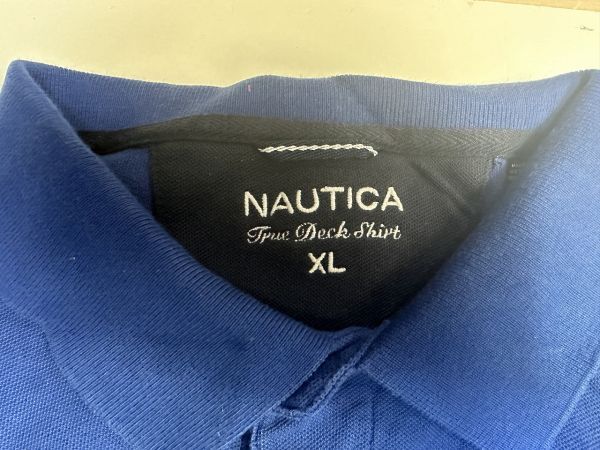 NAUTICA
True Deck Shirt
XL